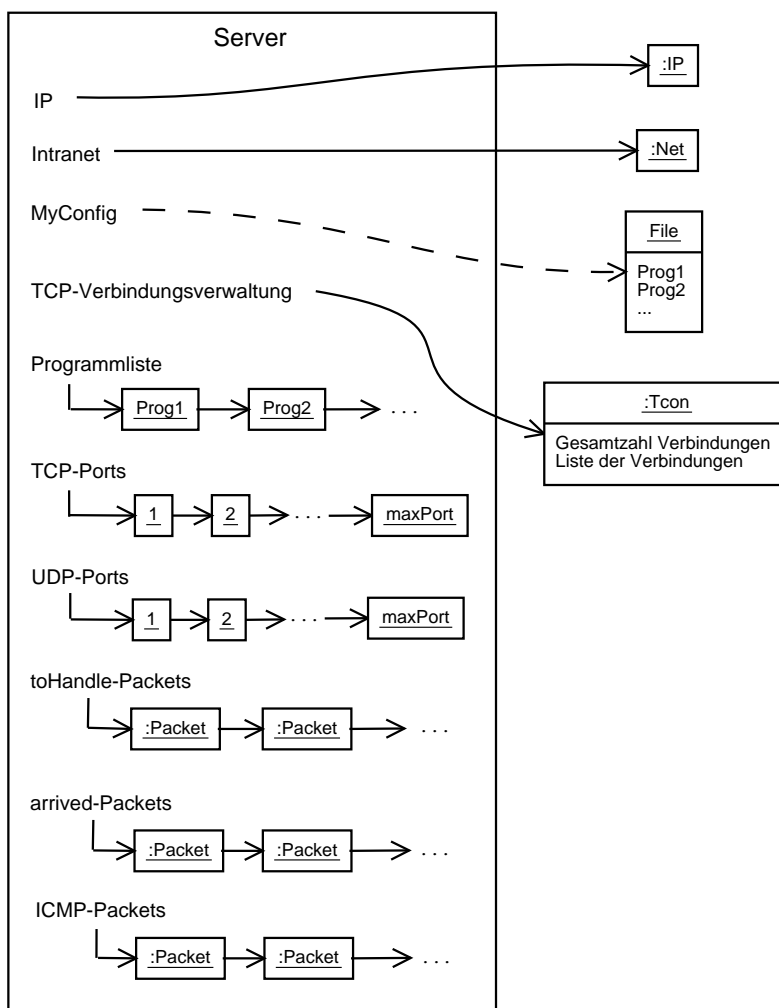 Server
IP
:IP
Intranet
:Net
MyConfig
File
Prog1
Prog2
...
TCP-Verbindungsverwaltung
Programmliste
Prog1 Prog2 ...
:Tcon
Gesamtzahl Verbindungen
Liste der Verbindungen
TCP-Ports
1 2 ... maxPort
UDP-Ports
1 2 ... maxPort
toHandle-Packets
:Packet :Packet ...
arrived-Packets
:Packet :Packet ...
ICMP-Packets
:Packet :Packet ...